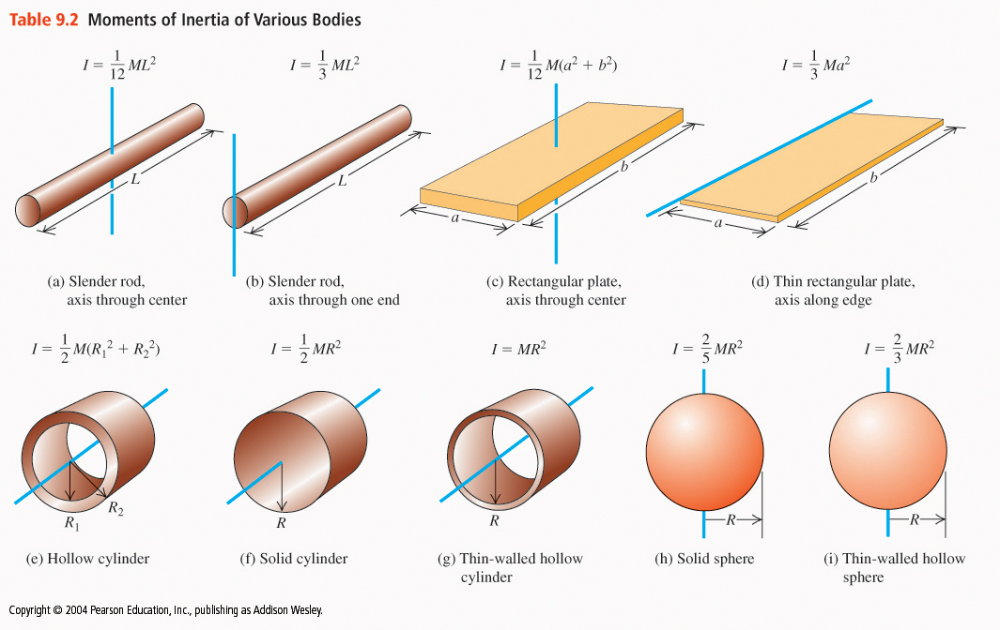 Table 9.2 Moments of Inertia of Various Bodies
I = 1/12 ML²
I = 1/3 ML²
I = 1/12 M(a² + b²)
I = 1/3 Ma²
L
L
a
b
a
b
(a) Slender rod,
axis through center
(b) Slender rod,
axis through one end
(c) Rectangular plate,
axis through center
(d) Thin rectangular plate,
axis along edge
I = 1/2 M(R₁² + R₂²)
I = 1/2 MR²
I = MR²
I = 2/5 MR²
I = 2/3 MR²
R₁
R₂
R
R
R
R
(e) Hollow cylinder
(f) Solid cylinder
(g) Thin-walled hollow
cylinder
(h) Solid sphere
(i) Thin-walled hollow
sphere
Copyright © 2004 Pearson Education, Inc., publishing as Addison Wesley.